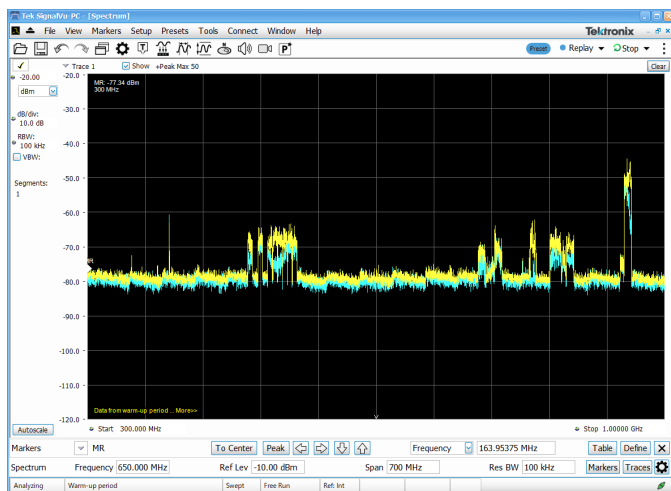 Tek SignalVu-PC - [Spectrum]
File View Markers Setup Presets Tools Connect Window Help Tektronix
Preset Replay Stop
Trace 1 Show +Peak Max 50 Clear
-20.00
dBm
dB/div:
10.0 dB
RBW:
100 kHz
VBW:
Segments:
1
Autoscale
-20.0
-30.0
-40.0
-50.0
-60.0
-70.0
-80.0
-90.0
-100.0
-110.0
-120.0
MR: -77.34 dBm
300 MHz
MR
Data from warm-up period ... More>>
Start 300.000 MHz Stop 1.00000 GHz
Markers MR To Center Peak Frequency 163.95375 MHz Table Define
Spectrum Frequency 650.000 MHz Ref Lev -10.00 dBm Span 700 MHz Res BW 100 kHz Markers Traces
Analyzing Warm-up period Swept Free Run Ref: Int